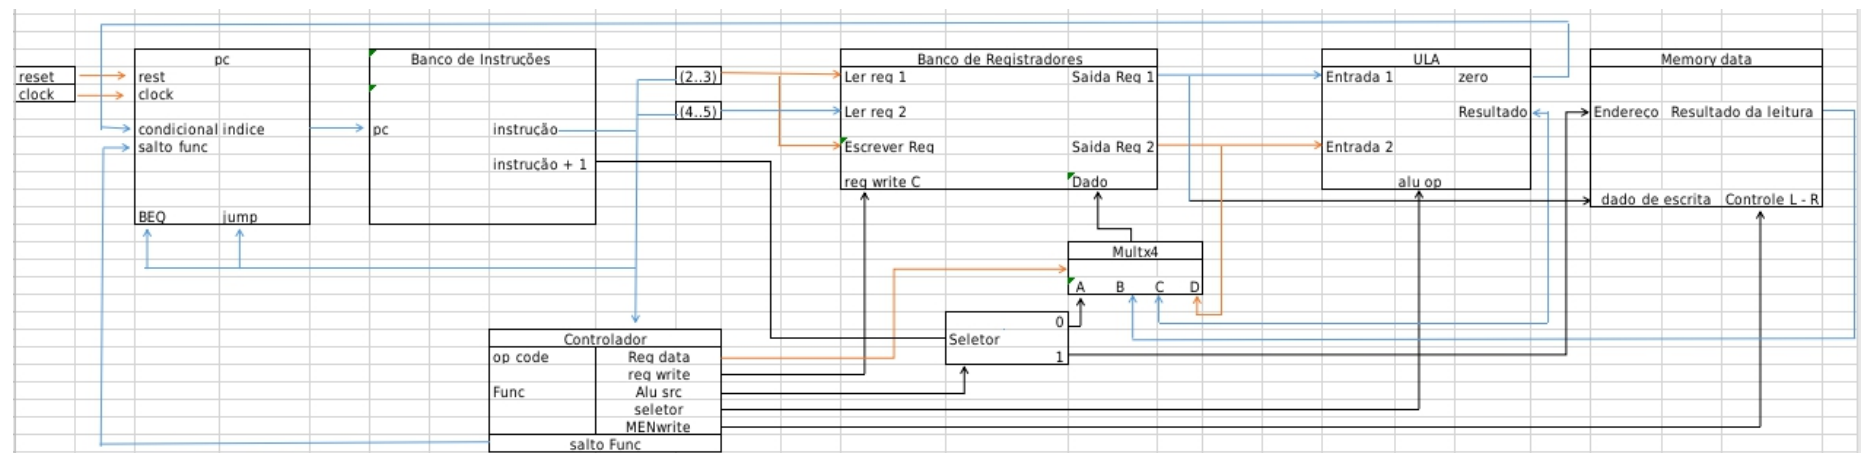 reset
clock
pc
rest
clock
condicional indice
salto func
BEQ jump
Banco de Instruções
pc
instrução
instrução + 1
(2..3)
(4..5)
Banco de Registradores
Ler reg 1 Saida Reg 1
Ler reg 2
Escrever Reg Saida Reg 2
reg write C Dado
ULA
Entrada 1 zero
Resultado
Entrada 2
alu op
Memory data
Endereço Resultado da leitura
dado de escrita Controle L - R
Multx4
A B C D
Seletor
0
1
Controlador
op code
Func
Reg data
reg write
Alu src
seletor
MENwrite
salto Func